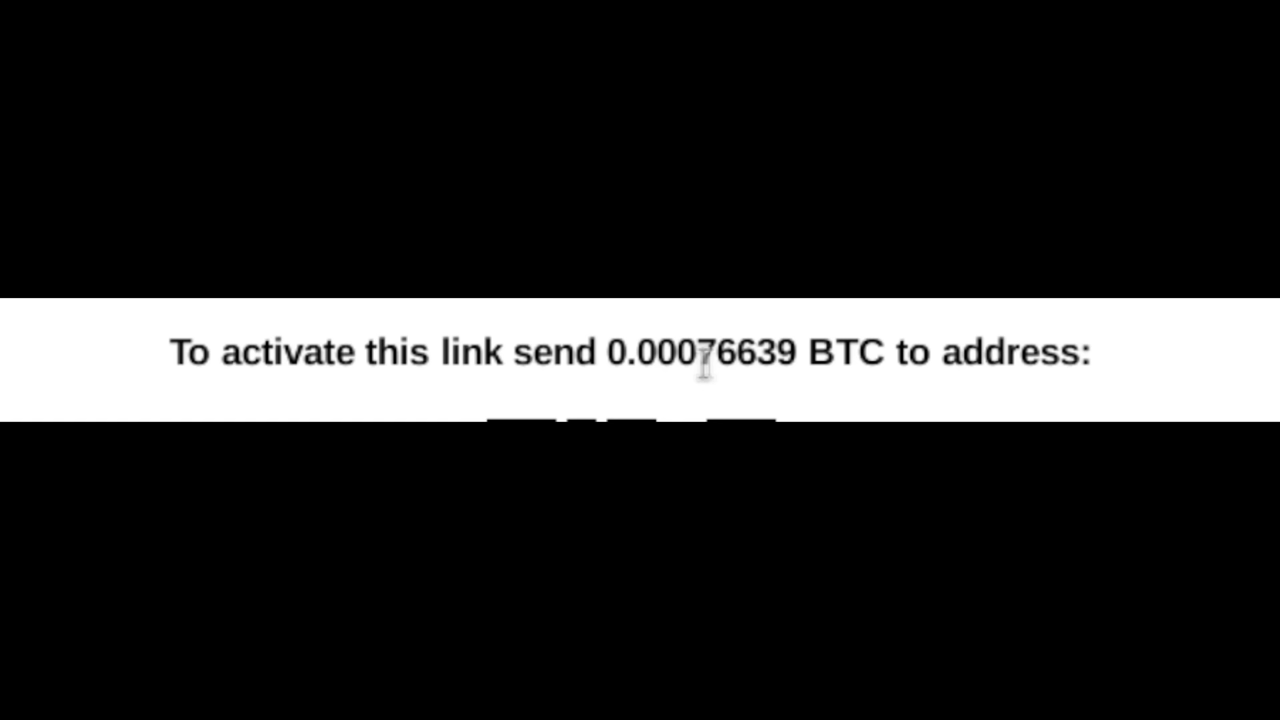 To activate this link send 0.00076639 BTC to address: